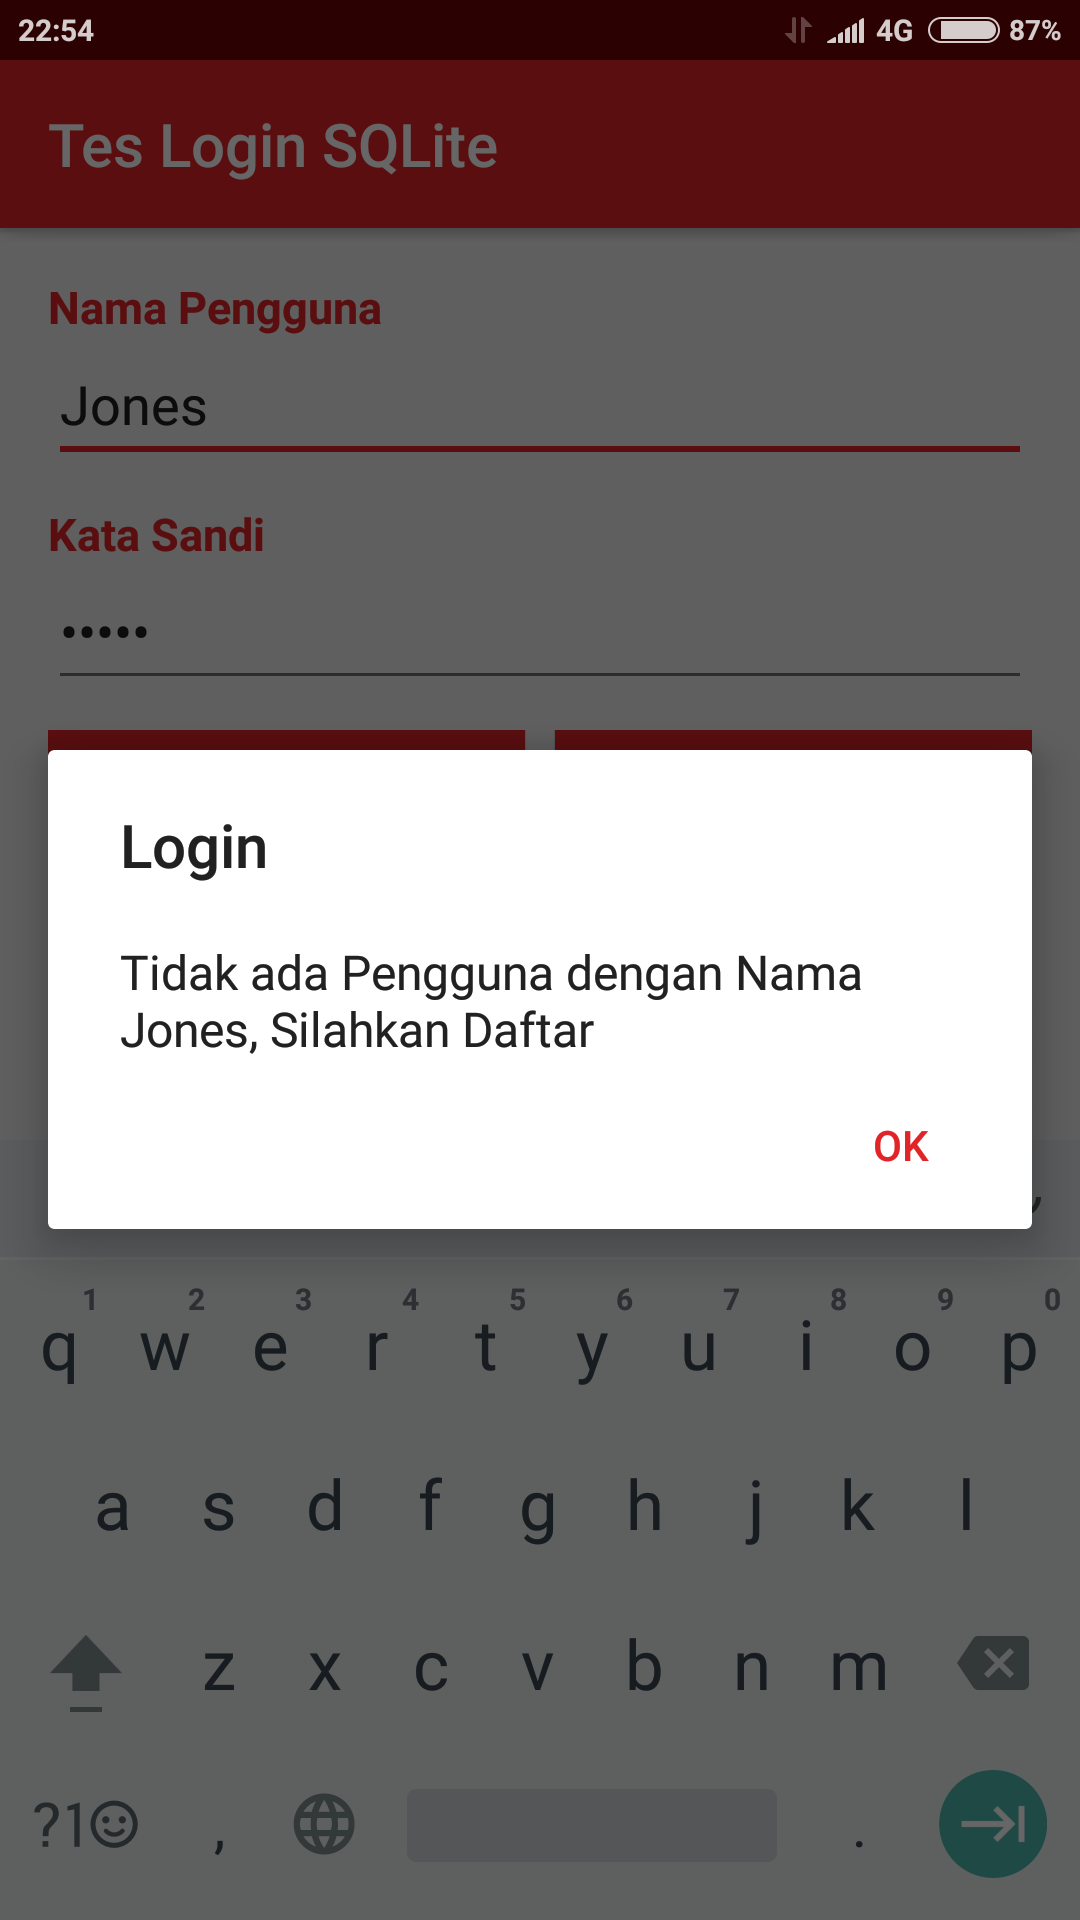 22:54 4G 87%
Tes Login SQLite
Nama Pengguna
Jones
Kata Sandi
•••••
Login
Tidak ada Pengguna dengan Nama
Jones, Silahkan Daftar
OK
1 2 3 4 5 6 7 8 9 0
q w e r t y u i o p
a s d f g h j k l
z x c v b n m
?1☺ , .